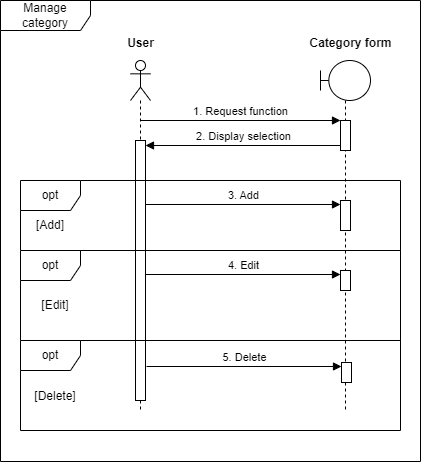 Manage
category
User
Category form
1. Request function
2. Display selection
opt
3. Add
[Add]
opt
4. Edit
[Edit]
opt
5. Delete
[Delete]